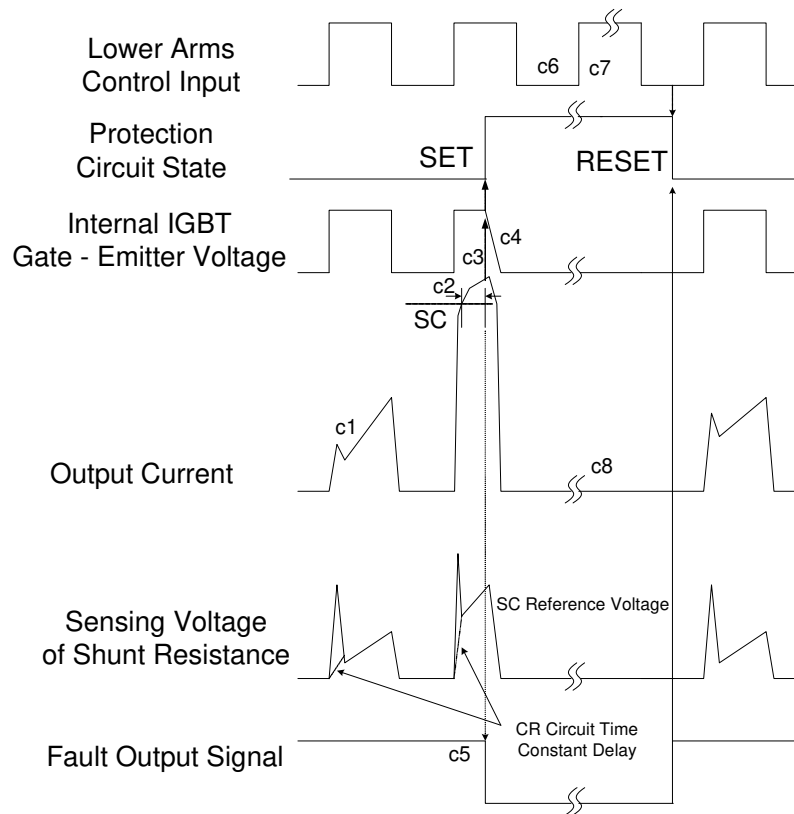 Lower Arms
Control Input
c6
c7
Protection
Circuit State
SET
RESET
Internal IGBT
Gate - Emitter Voltage
c4
c3
c2
SC
c1
Output Current
c8
SC Reference Voltage
Sensing Voltage
of Shunt Resistance
CR Circuit Time
Constant Delay
Fault Output Signal
c5